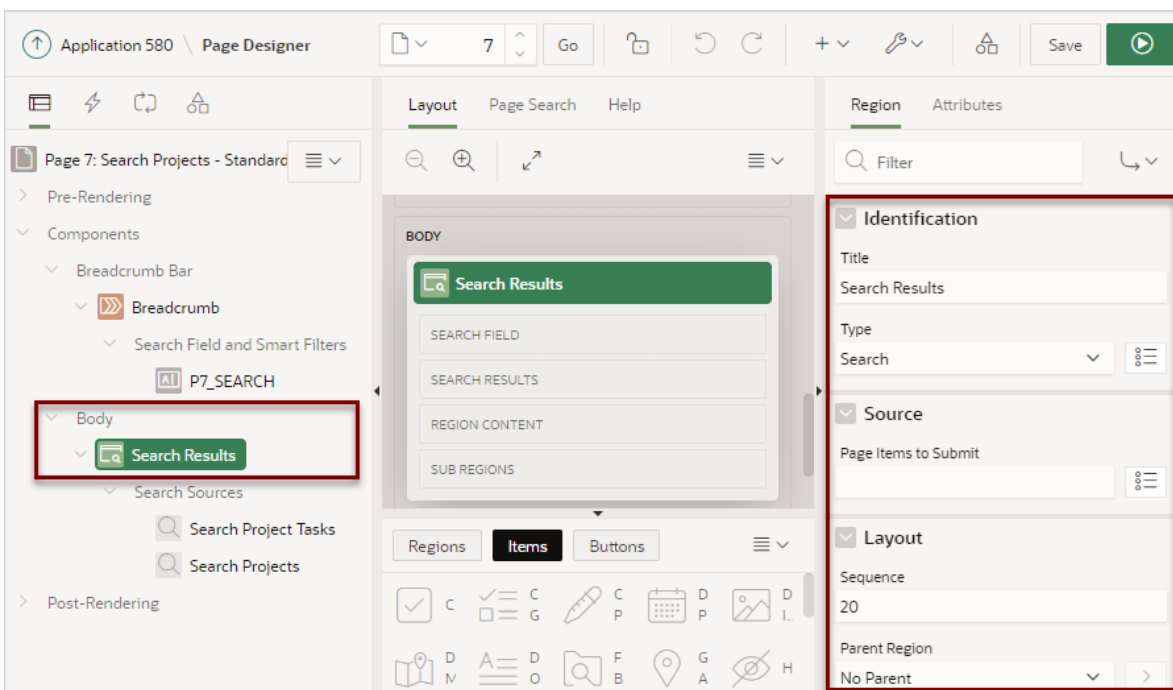 Application 580 \ Page Designer
7
Go
Save
Page 7: Search Projects - Standard
Pre-Rendering
Components
Breadcrumb Bar
Breadcrumb
Search Field and Smart Filters
P7_SEARCH
Body
Search Results
Search Sources
Search Project Tasks
Search Projects
Post-Rendering
Layout
Page Search
Help
BODY
Search Results
SEARCH FIELD
SEARCH RESULTS
REGION CONTENT
SUB REGIONS
Regions
Items
Buttons
C
C
G
C
P
D
P
D
I..
D
M
D
O
F
B
G
A
H
Region
Attributes
Filter
Identification
Title
Search Results
Type
Search
Source
Page Items to Submit
Layout
Sequence
20
Parent Region
No Parent